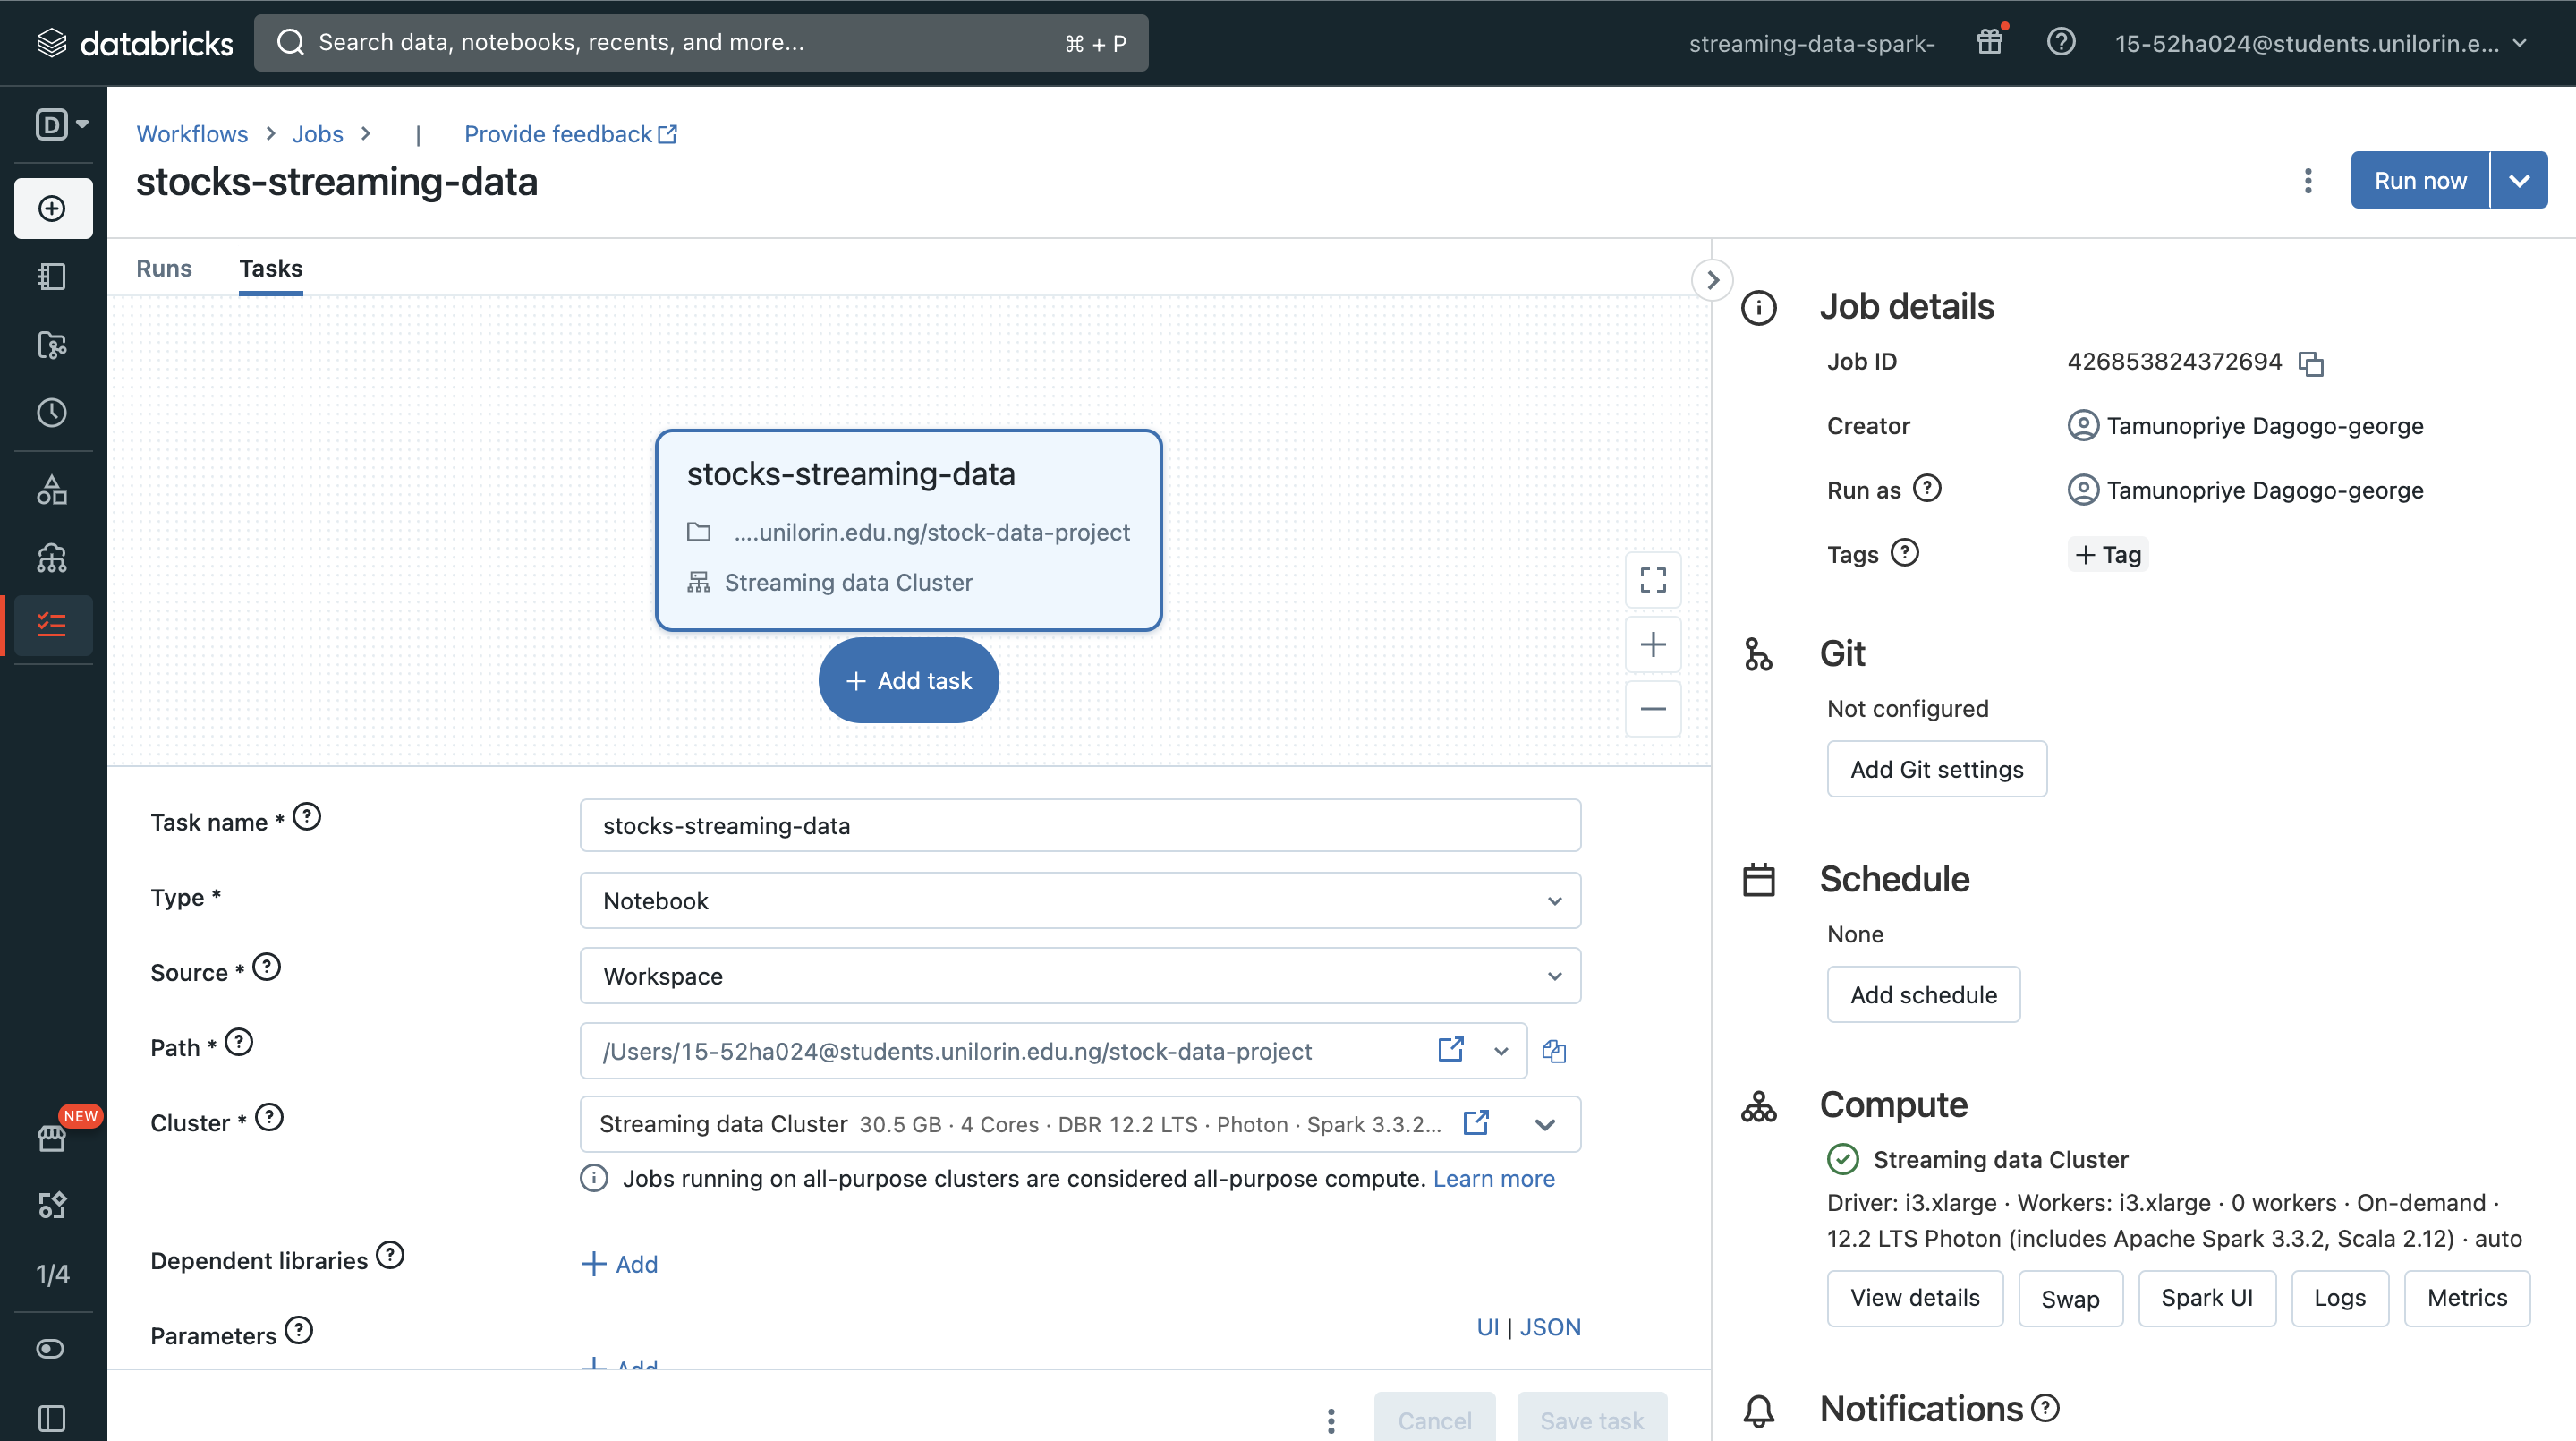 databricks
Search data, notebooks, recents, and more...
⌘ + P
streaming-data-spark-
15-52ha024@students.unilorin.e...
D
Workflows > Jobs > | Provide feedback
stocks-streaming-data
Run now
Runs
Tasks
stocks-streaming-data
....unilorin.edu.ng/stock-data-project
Streaming data Cluster
+ Add task
Task name *
stocks-streaming-data
Type *
Notebook
Source *
Workspace
Path *
/Users/15-52ha024@students.unilorin.edu.ng/stock-data-project
Cluster *
Streaming data Cluster 30.5 GB · 4 Cores · DBR 12.2 LTS · Photon · Spark 3.3.2...
Jobs running on all-purpose clusters are considered all-purpose compute. Learn more
Dependent libraries
+ Add
Parameters
UI | JSON
+ Add
Cancel
Save task
NEW
1/4
Job details
Job ID
426853824372694
Creator
Tamunopriye Dagogo-george
Run as
Tamunopriye Dagogo-george
Tags
+ Tag
Git
Not configured
Add Git settings
Schedule
None
Add schedule
Compute
Streaming data Cluster
Driver: i3.xlarge · Workers: i3.xlarge · 0 workers · On-demand ·
12.2 LTS Photon (includes Apache Spark 3.3.2, Scala 2.12) · auto
View details
Swap
Spark UI
Logs
Metrics
Notifications